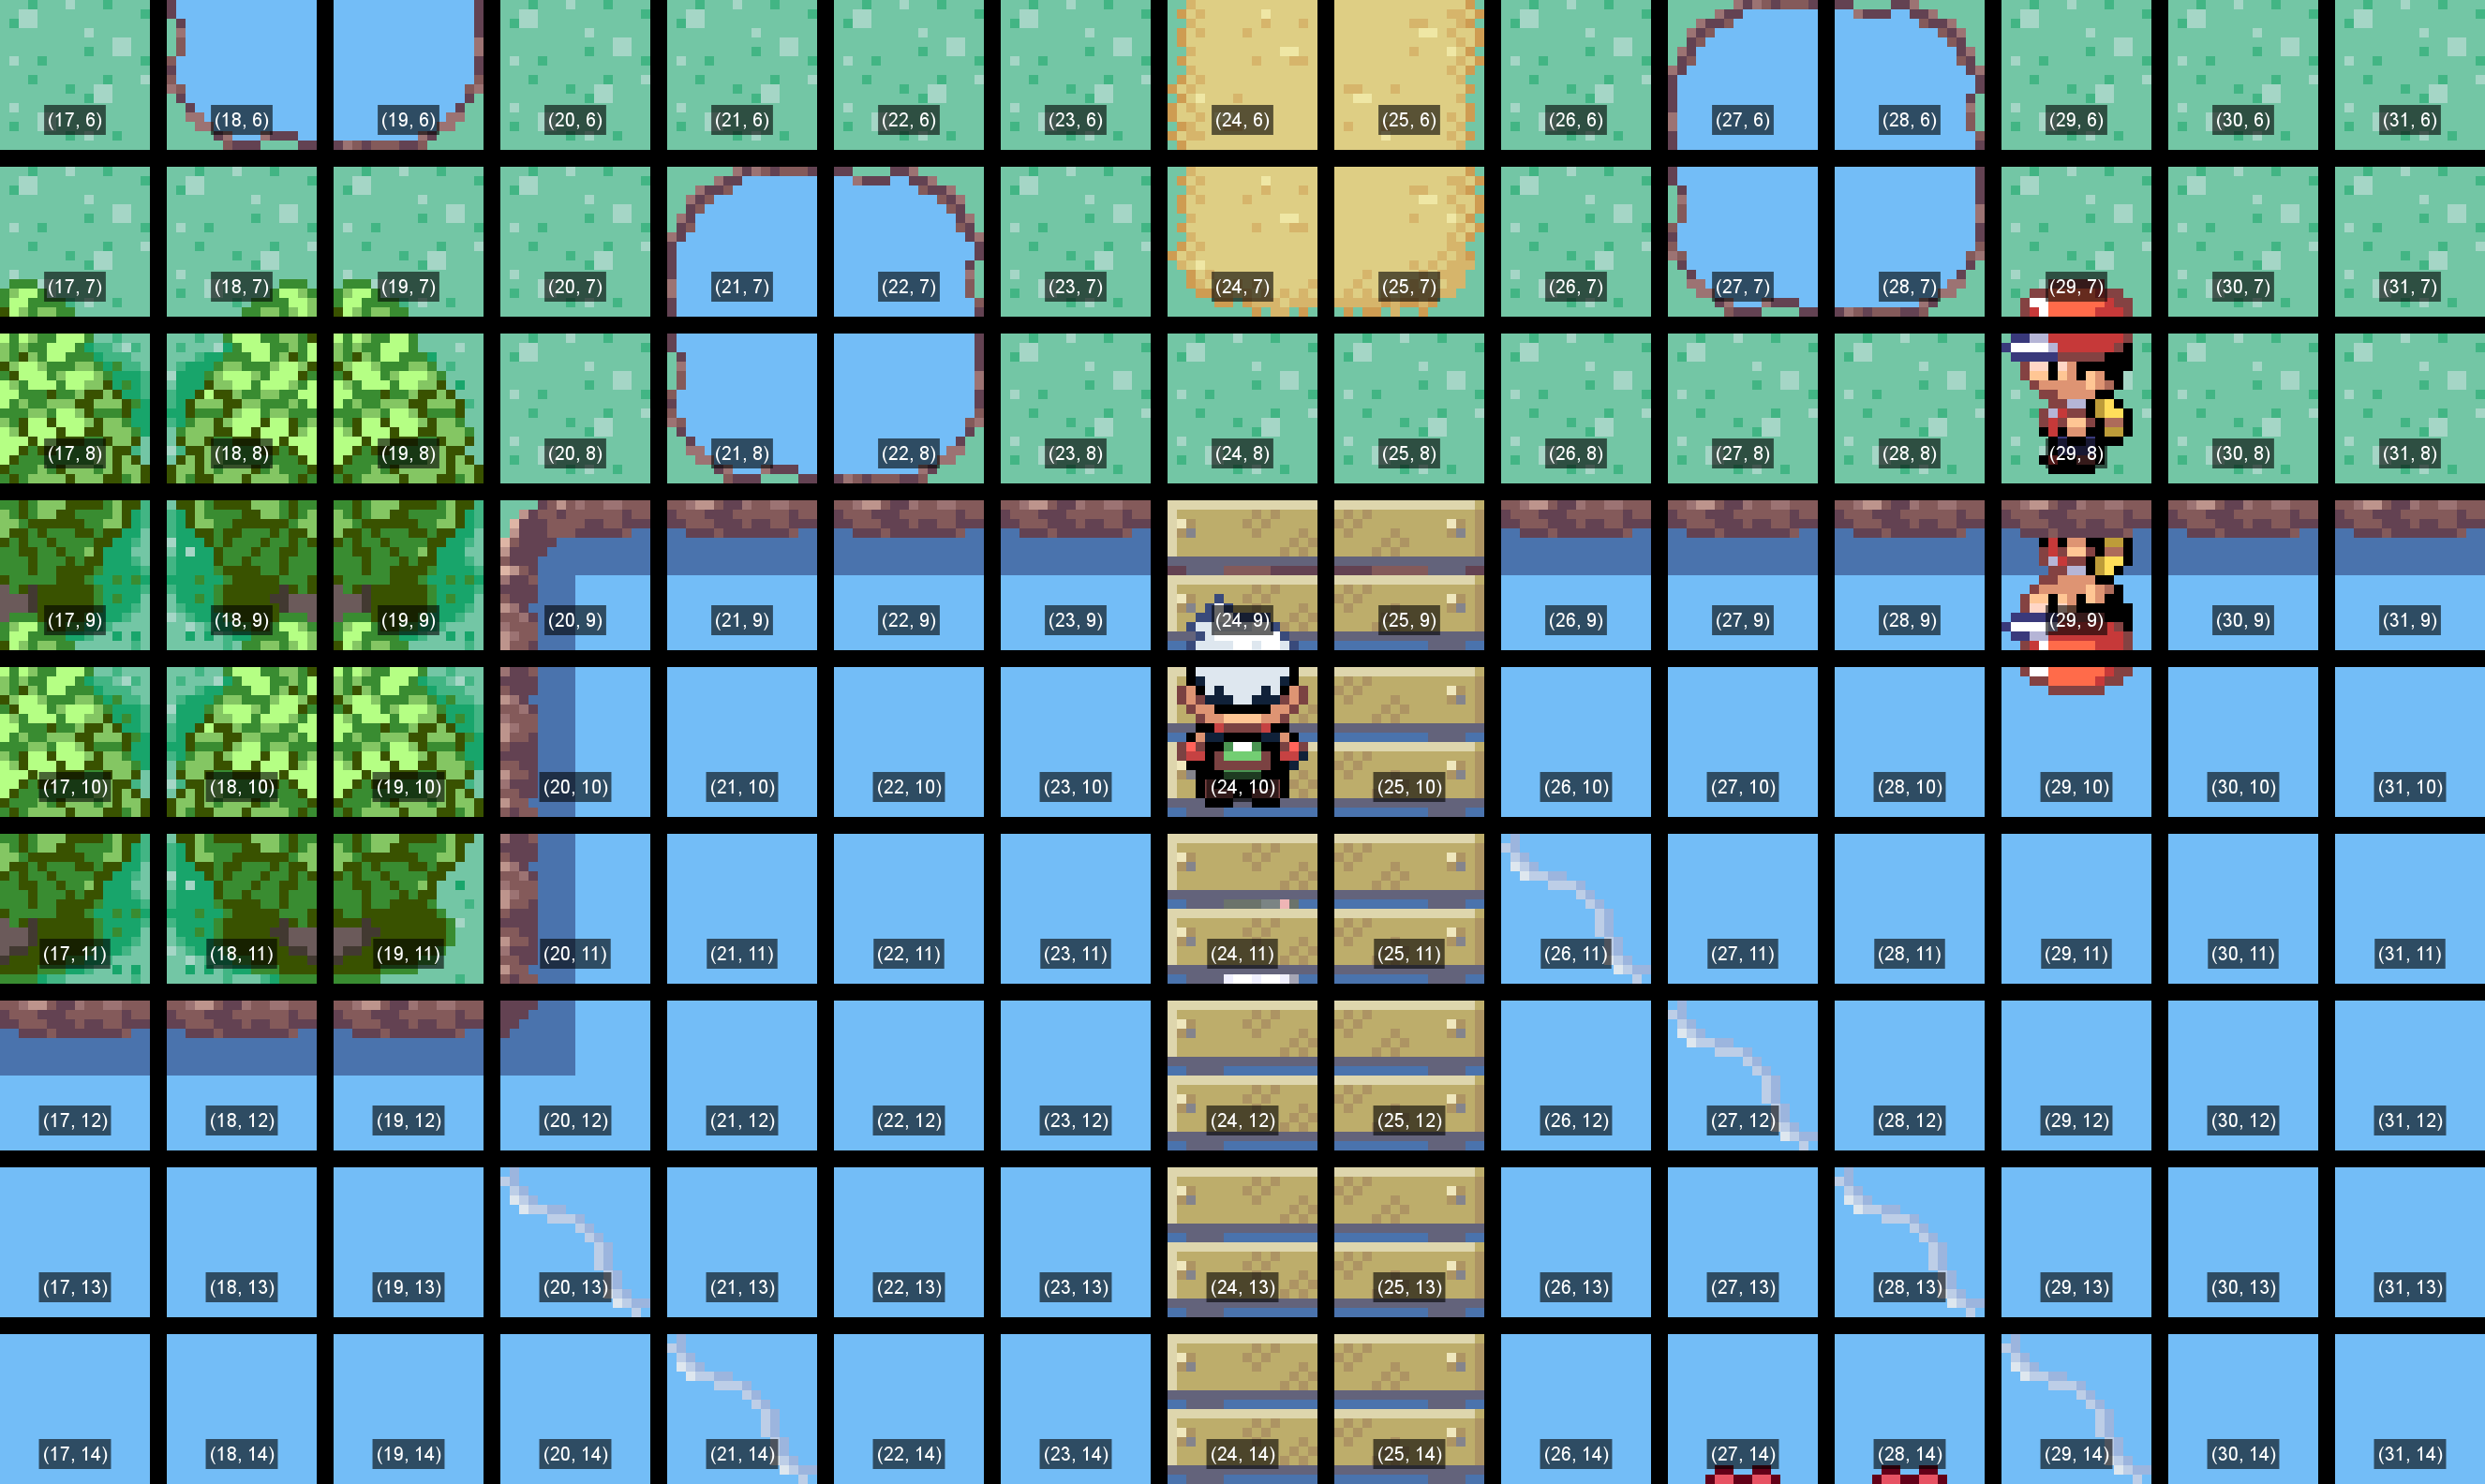 (17, 6) (18, 6) (19, 6) (20, 6) (21, 6) (22, 6) (23, 6) (24, 6) (25, 6) (26, 6) (27, 6) (28, 6) (29, 6) (30, 6) (31, 6)
(17, 7) (18, 7) (19, 7) (20, 7) (21, 7) (22, 7) (23, 7) (24, 7) (25, 7) (26, 7) (27, 7) (28, 7) (29, 7) (30, 7) (31, 7)
(17, 8) (18, 8) (19, 8) (20, 8) (21, 8) (22, 8) (23, 8) (24, 8) (25, 8) (26, 8) (27, 8) (28, 8) (29, 8) (30, 8) (31, 8)
(17, 9) (18, 9) (19, 9) (20, 9) (21, 9) (22, 9) (23, 9) (24, 9) (25, 9) (26, 9) (27, 9) (28, 9) (29, 9) (30, 9) (31, 9)
(17, 10) (18, 10) (19, 10) (20, 10) (21, 10) (22, 10) (23, 10) (24, 10) (25, 10) (26, 10) (27, 10) (28, 10) (29, 10) (30, 10) (31, 10)
(17, 11) (18, 11) (19, 11) (20, 11) (21, 11) (22, 11) (23, 11) (24, 11) (25, 11) (26, 11) (27, 11) (28, 11) (29, 11) (30, 11) (31, 11)
(17, 12) (18, 12) (19, 12) (20, 12) (21, 12) (22, 12) (23, 12) (24, 12) (25, 12) (26, 12) (27, 12) (28, 12) (29, 12) (30, 12) (31, 12)
(17, 13) (18, 13) (19, 13) (20, 13) (21, 13) (22, 13) (23, 13) (24, 13) (25, 13) (26, 13) (27, 13) (28, 13) (29, 13) (30, 13) (31, 13)
(17, 14) (18, 14) (19, 14) (20, 14) (21, 14) (22, 14) (23, 14) (24, 14) (25, 14) (26, 14) (27, 14) (28, 14) (29, 14) (30, 14) (31, 14)